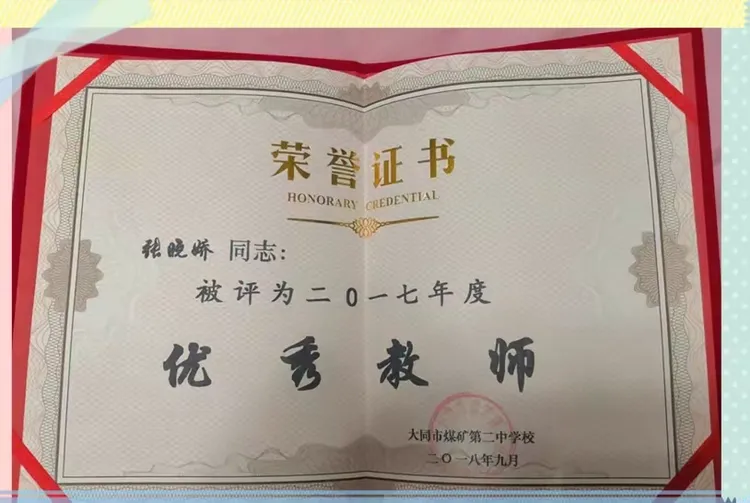 荣誉证书
HONORARY CREDENTIAL
张晓娇 同志:
被评为二〇一七年度
优秀教师
大同市煤矿第二中学校
二〇一八年九月